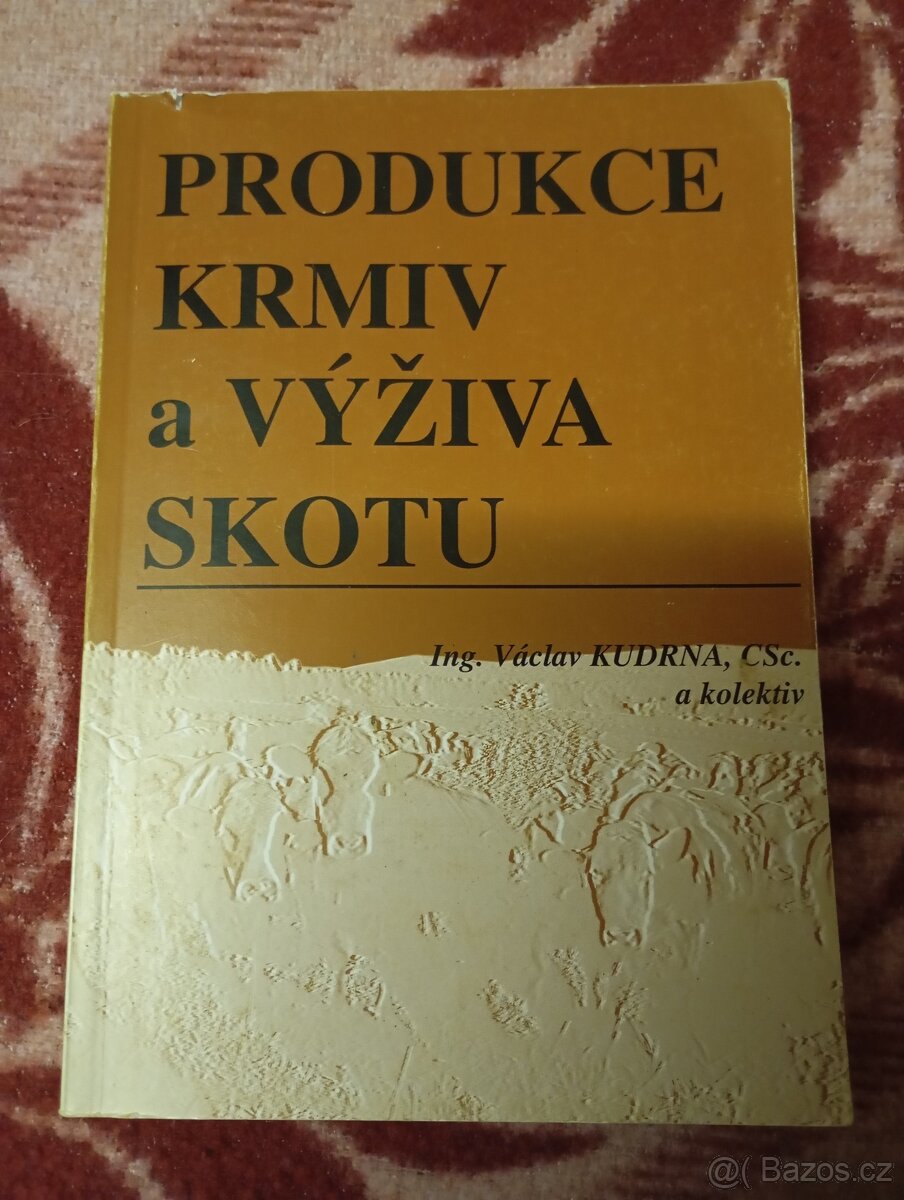 PRODUKCE
KRMIV
a VÝŽIVA
SKOTU
Ing. Václav KUDRNA, CSc.
a kolektiv
@( Bazos.cz